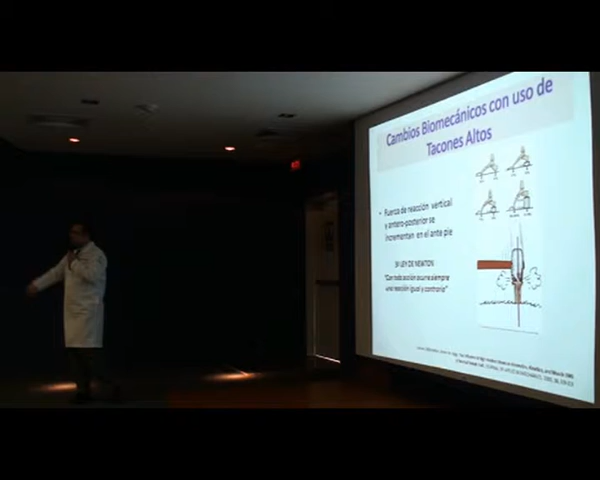 Cambios Biomecánicos con uso de
Tacones Altos
• Fuerza de reacción vertical
y antero-posterior se
incrementan en el ante pie
3ª LEY DE NEWTON
"Con toda acción ocurre siempre
una reacción igual y contraria"